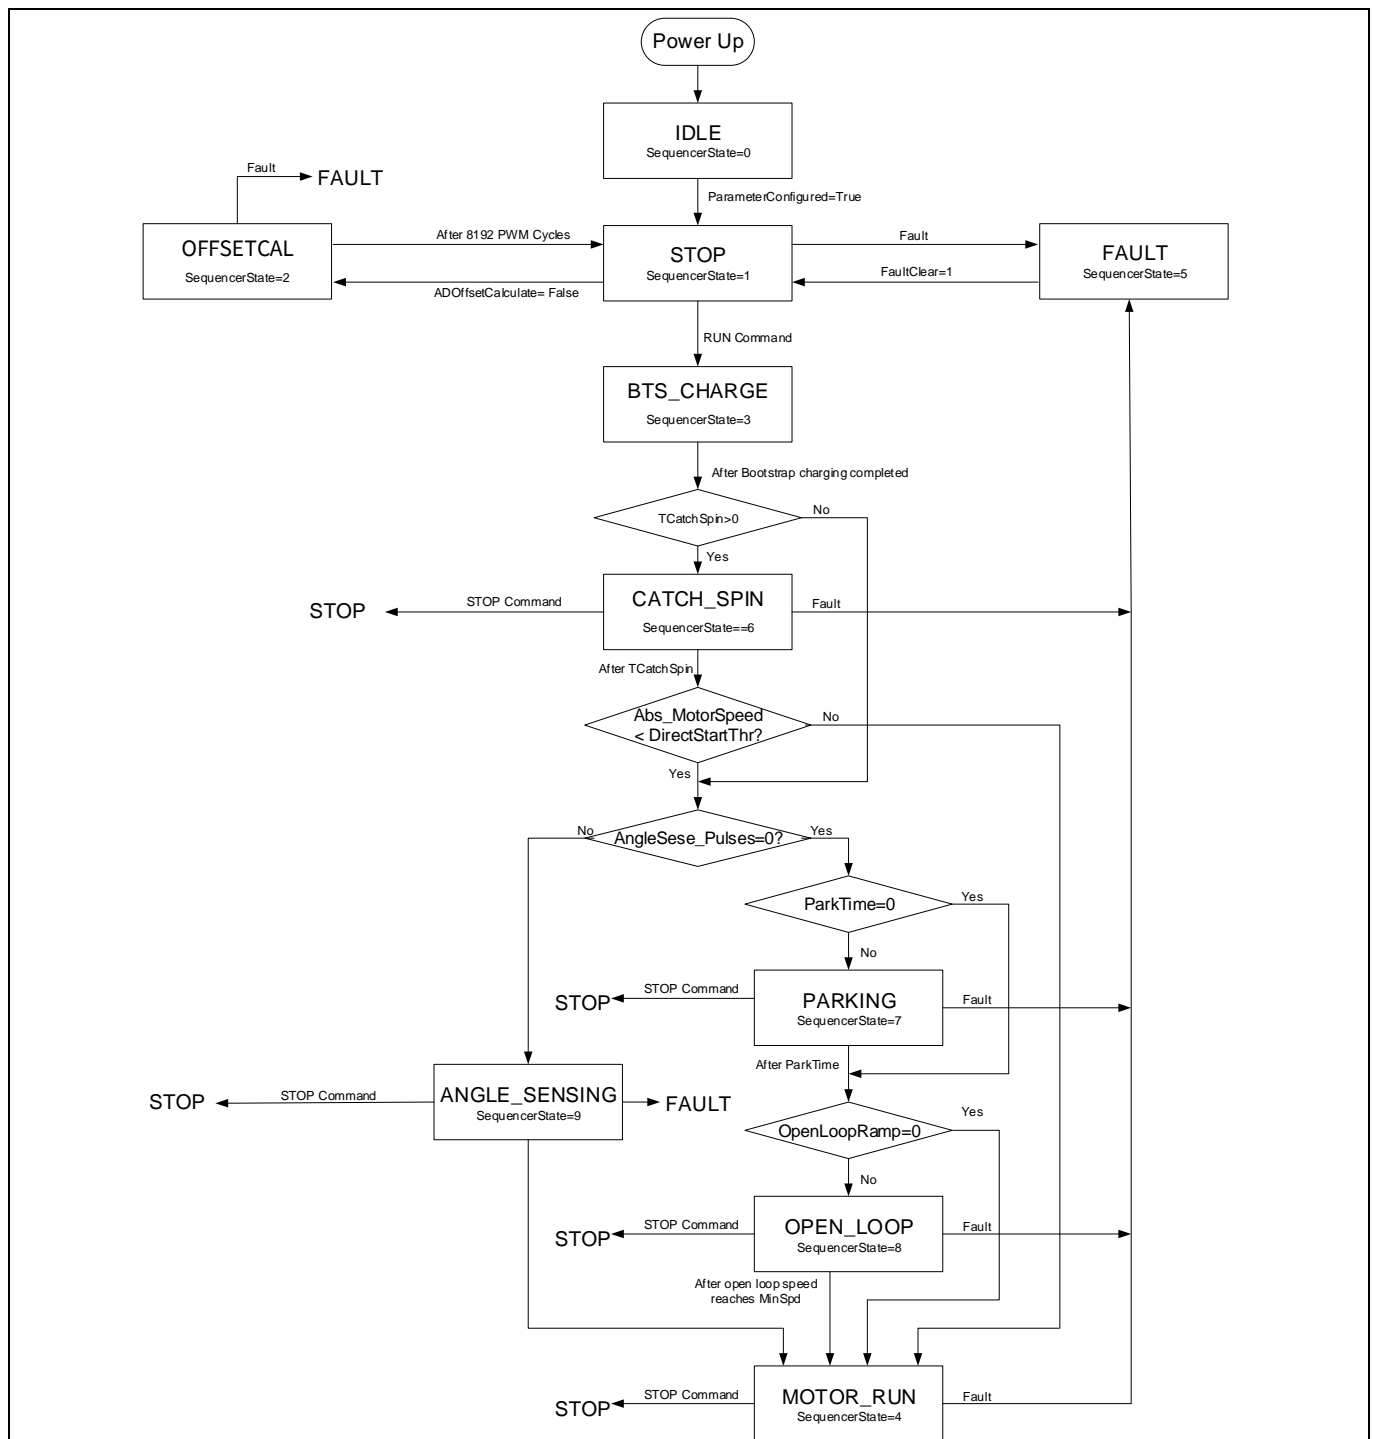 Power Up
IDLE
SequencerState=0
Fault
FAULT
ParameterConfigured=True
OFFSETCAL
SequencerState=2
After 8192 PWM Cycles
ADOffsetCalculate= False
STOP
SequencerState=1
Fault
FaultClear=1
FAULT
SequencerState=5
RUN Command
BTS_CHARGE
SequencerState=3
After Bootstrap charging completed
TCatchSpin>0
No
Yes
STOP
STOP Command
CATCH_SPIN
SequencerState==6
Fault
After TCatchSpin
Abs_MotorSpeed
< DirectStartThr?
No
Yes
No
AngleSese_Pulses=0?
Yes
ParkTime=0
Yes
No
STOP
STOP Command
PARKING
SequencerState=7
Fault
After ParkTime
STOP
STOP Command
ANGLE_SENSING
SequencerState=9
FAULT
OpenLoopRamp=0
Yes
No
STOP
STOP Command
OPEN_LOOP
SequencerState=8
Fault
After open loop speed
reaches MinSpd
STOP
STOP Command
MOTOR_RUN
SequencerState=4
Fault